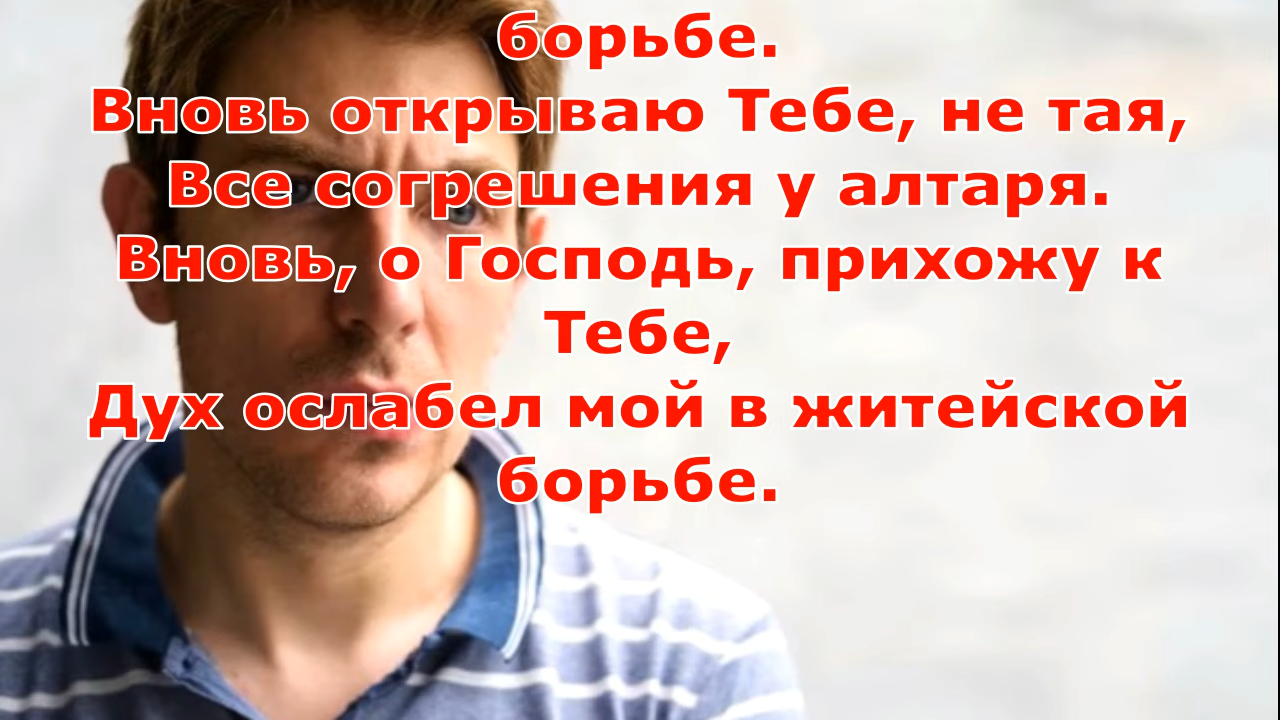 борьбе.
Вновь открываю Тебе, не тая,
Все согрешения у алтаря.
Вновь, о Господь, прихожу к
Тебе,
Дух ослабел мой в житейской
борьбе.